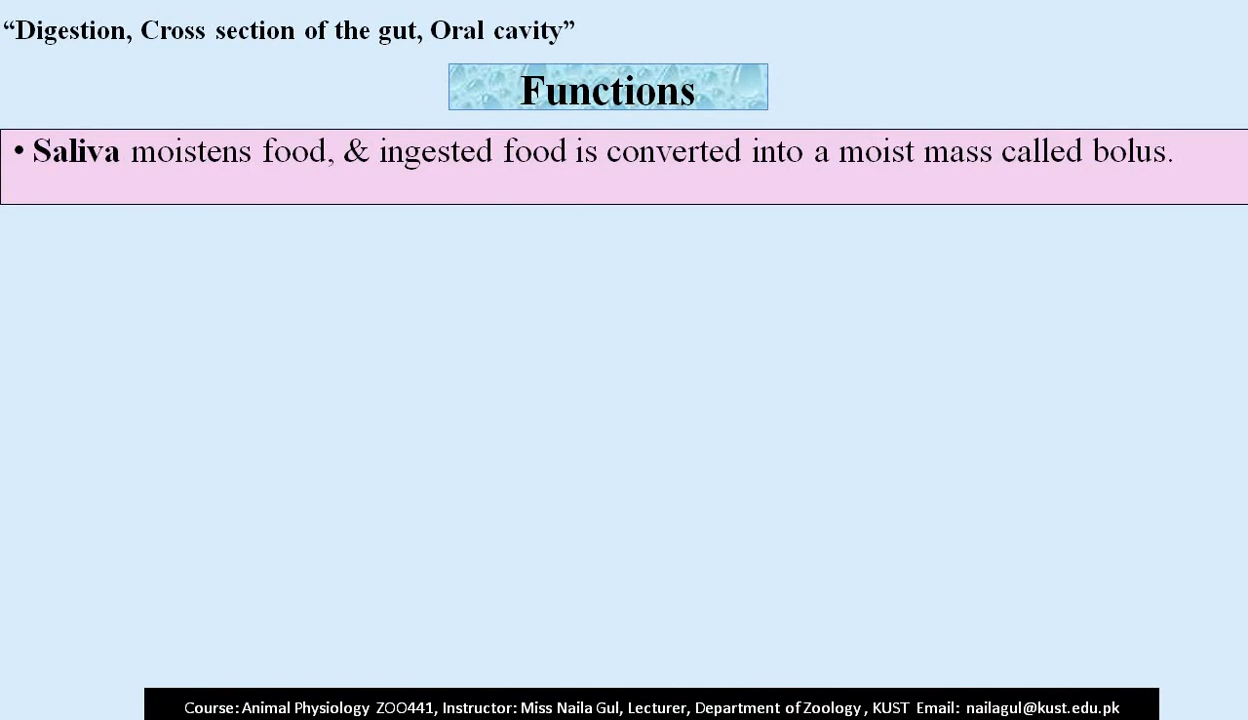 “Digestion, Cross section of the gut, Oral cavity”
Functions
• Saliva moistens food, & ingested food is converted into a moist mass called bolus.
Course: Animal Physiology ZOO441, Instructor: Miss Naila Gul, Lecturer, Department of Zoology , KUST Email: nailagul@kust.edu.pk